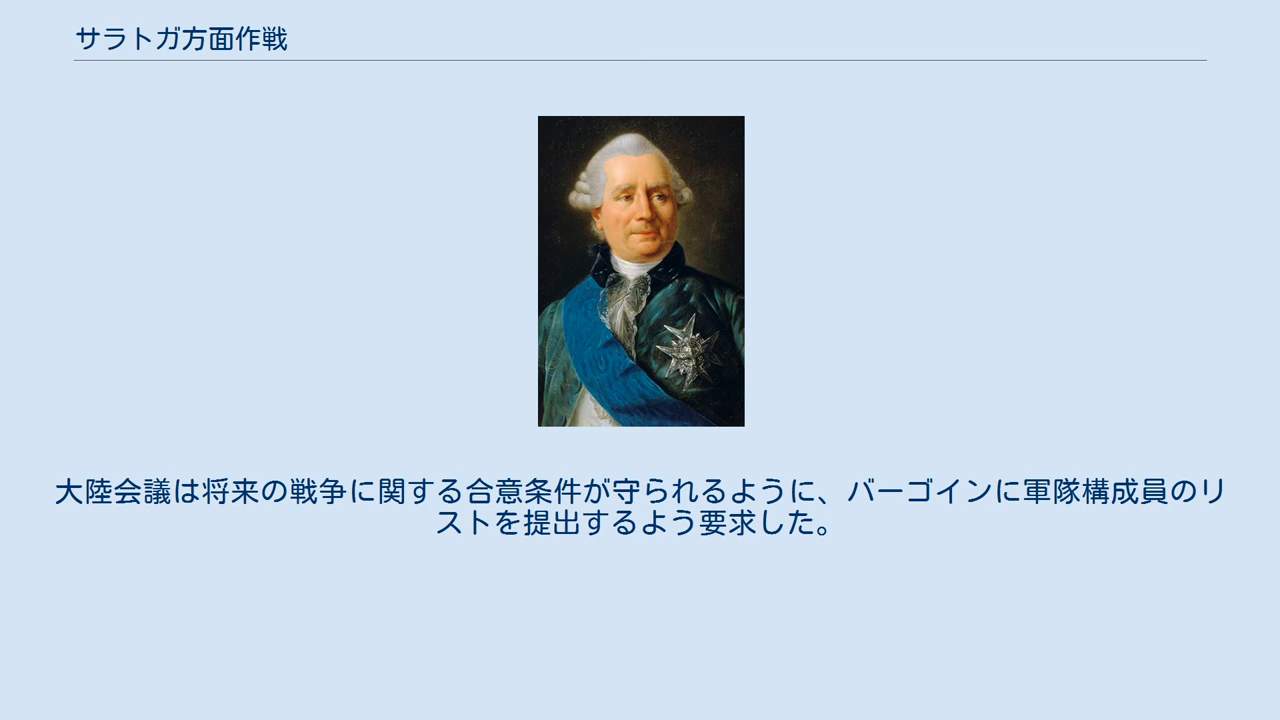 サラトガ方面作戦
大陸会議は将来の戦争に関する合意条件が守られるように、バーゴインに軍隊構成員のリ
ストを提出するよう要求した。